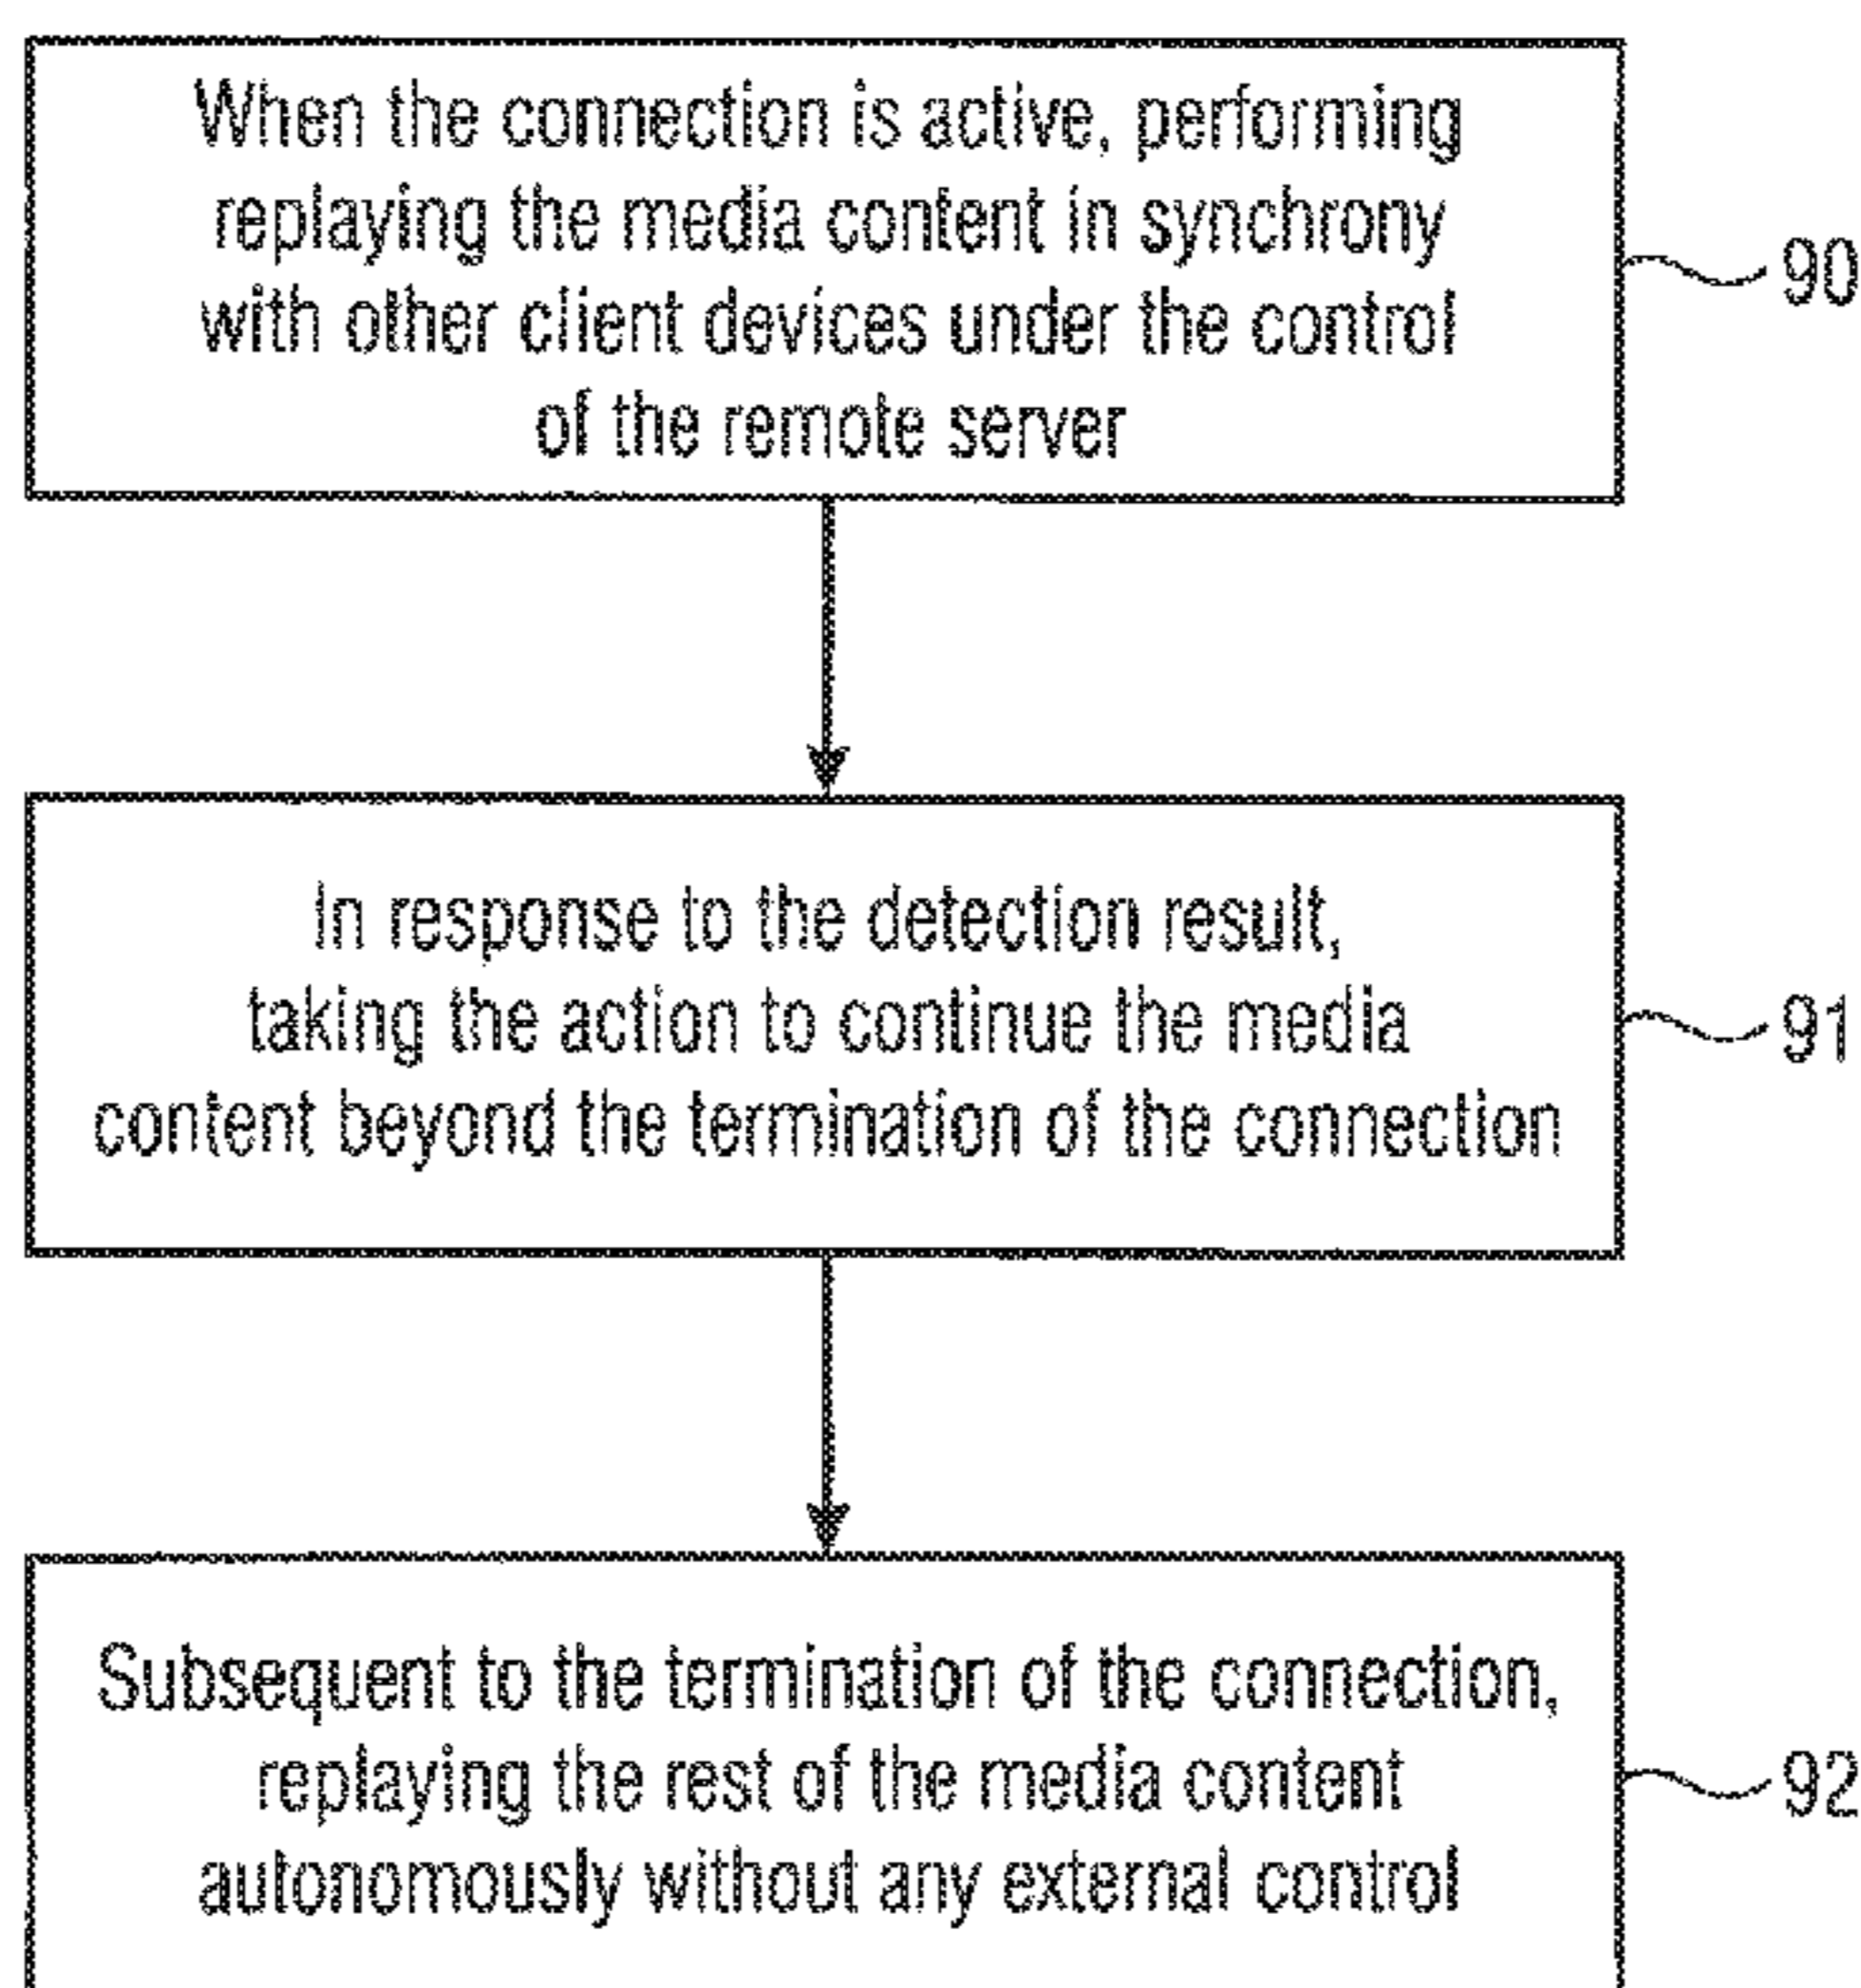 When the connection is active, performing
replaying the media content in synchrony
with other client devices under the control
of the remote server
90
In response to the detection result,
taking the action to continue the media
content beyond the termination of the connection
91
Subsequent to the termination of the connection,
replaying the rest of the media content
autonomously without any external control
92